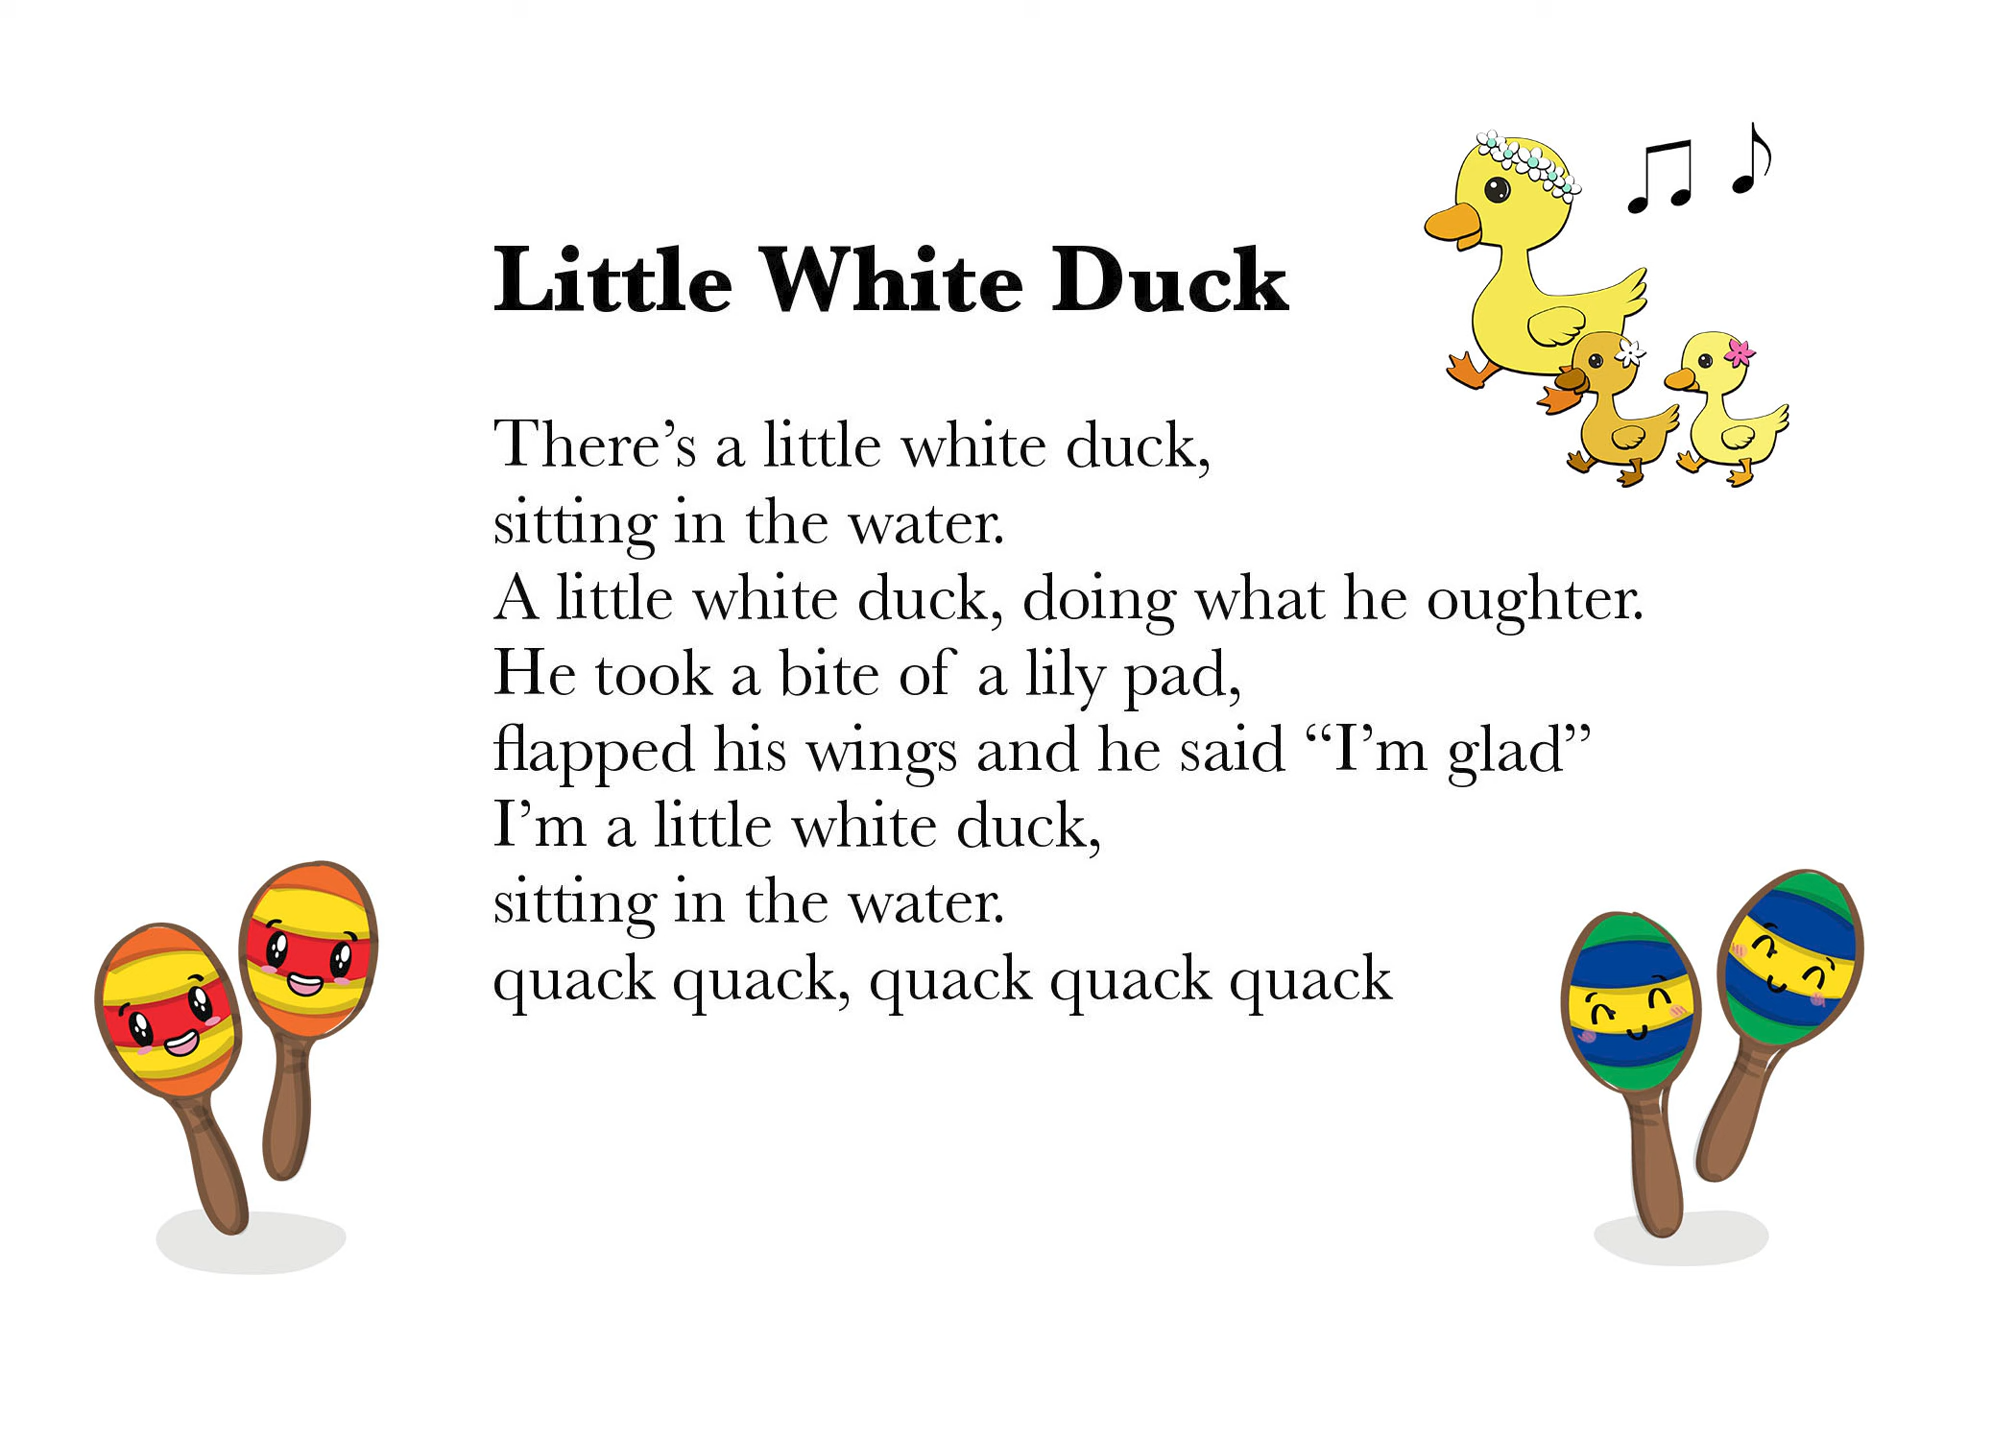 Little White Duck
There’s a little white duck,
sitting in the water.
A little white duck, doing what he oughter.
He took a bite of a lily pad,
flapped his wings and he said “I’m glad”
I’m a little white duck,
sitting in the water.
quack quack, quack quack quack